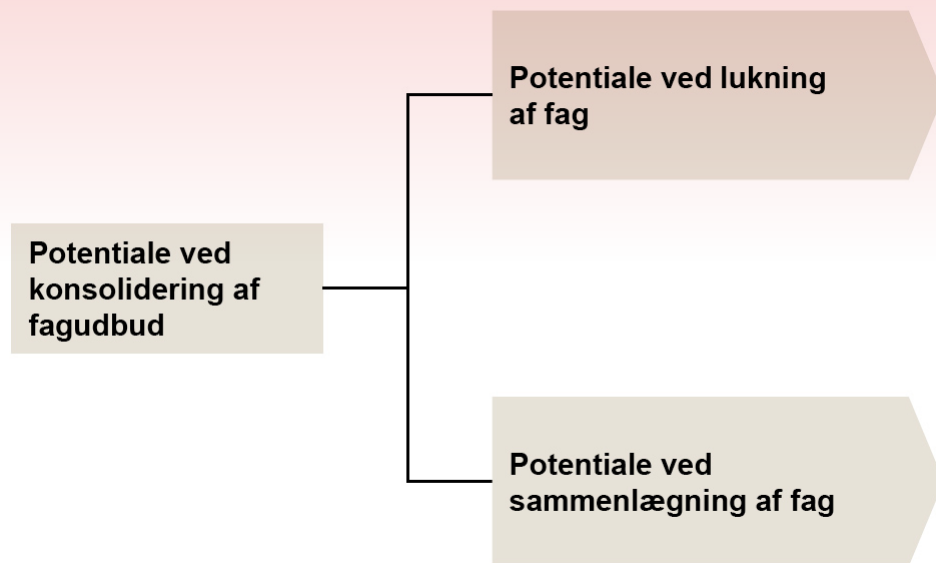 Potentiale ved lukning
af fag
Potentiale ved
konsolidering af
fagudbud
Potentiale ved
sammenlægning af fag